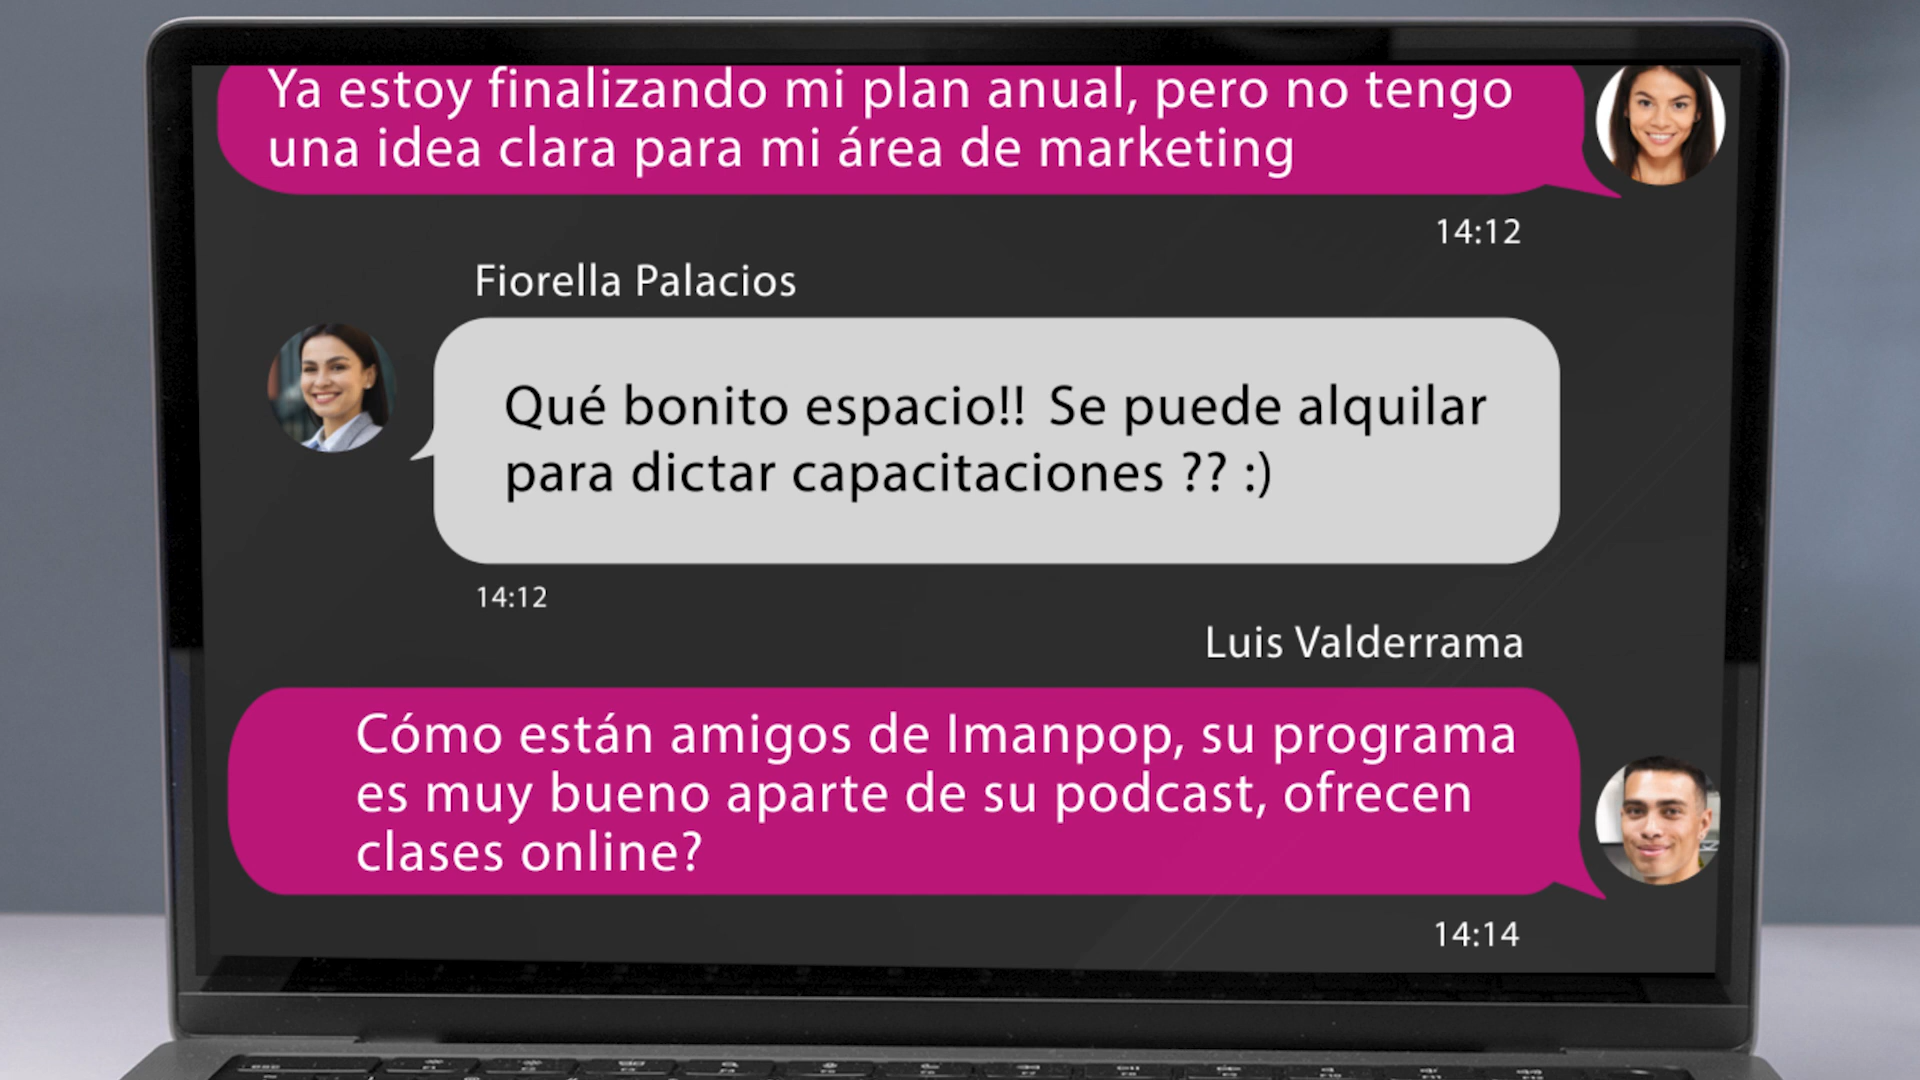 Ya estoy finalizando mi plan anual, pero no tengo
una idea clara para mi área de marketing
14:12
Fiorella Palacios
Qué bonito espacio!! Se puede alquilar
para dictar capacitaciones ?? :)
14:12
Luis Valderrama
Cómo están amigos de Imanpop, su programa
es muy bueno aparte de su podcast, ofrecen
clases online?
14:14